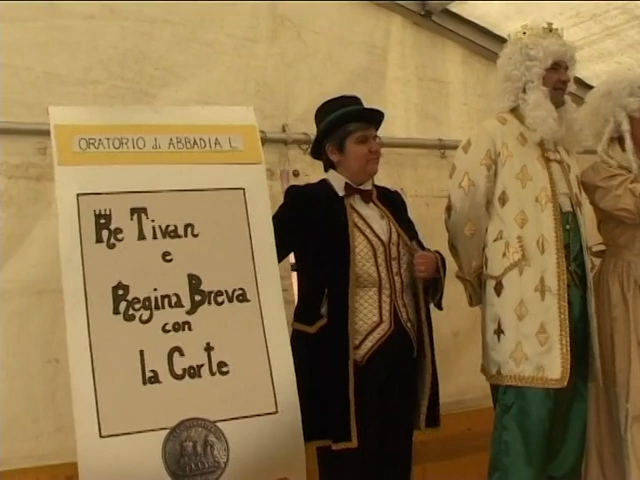 ORATORIO di ABBADIA L.
Re Tivan
e
Regina Breva
con
la Corte